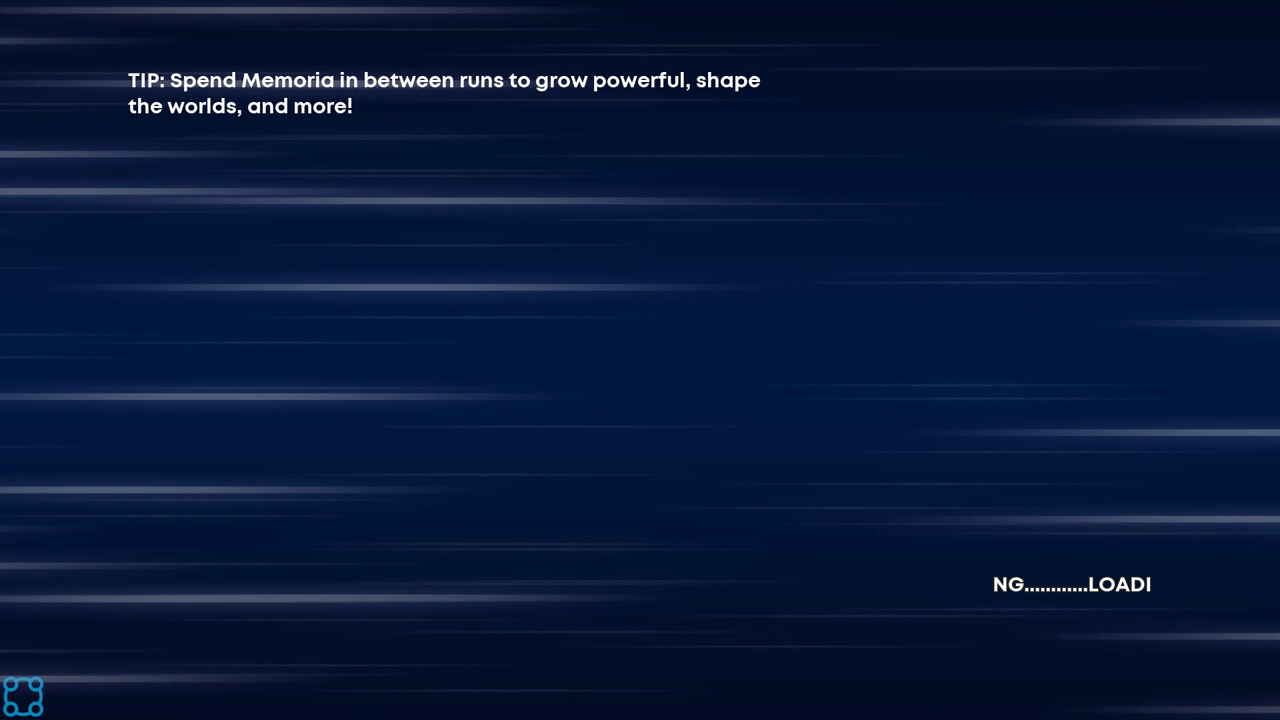 TIP: Spend Memoria in between runs to grow powerful, shape
the worlds, and more!
NG............LOADI